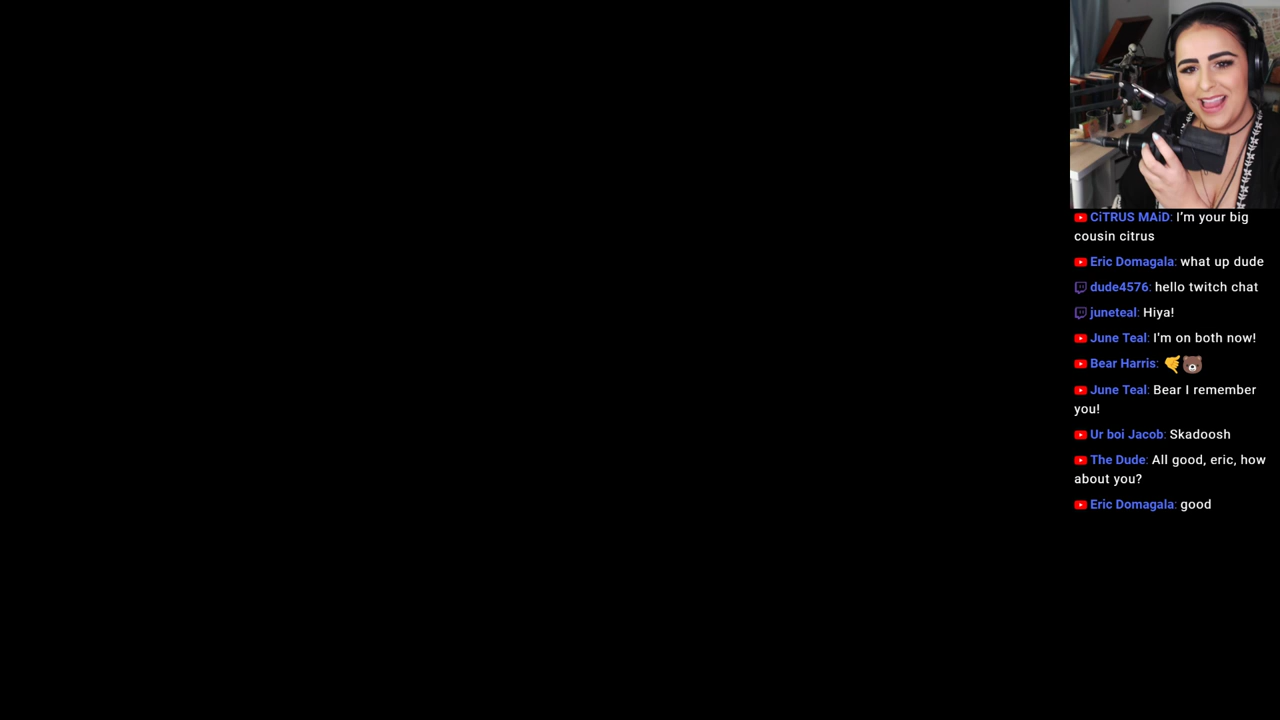 CiTRUS MAiD: I’m your big
cousin citrus
Eric Domagala: what up dude
dude4576: hello twitch chat
juneteal: Hiya!
June Teal: I'm on both now!
Bear Harris: 🤙🐻
June Teal: Bear I remember
you!
Ur boi Jacob: Skadoosh
The Dude: All good, eric, how
about you?
Eric Domagala: good